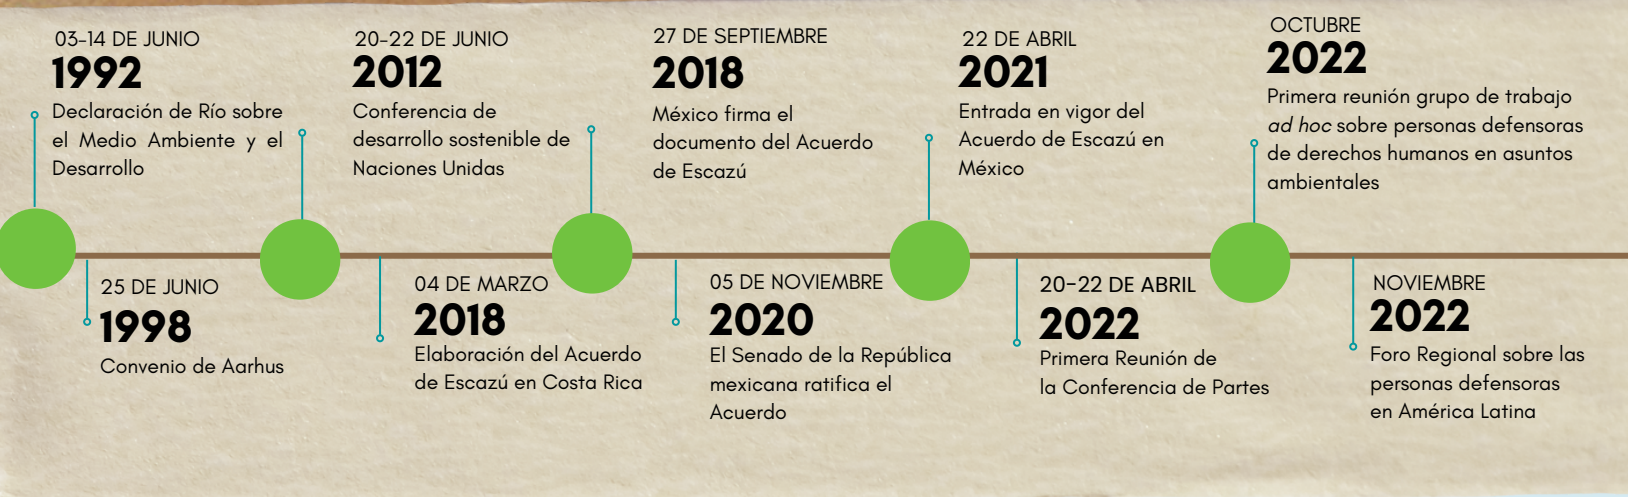 03-14 DE JUNIO
1992
Declaración de Río sobre
el Medio Ambiente y el
Desarrollo
25 DE JUNIO
1998
Convenio de Aarhus
20-22 DE JUNIO
2012
Conferencia de
desarrollo sostenible de
Naciones Unidas
04 DE MARZO
2018
Elaboración del Acuerdo
de Escazú en Costa Rica
27 DE SEPTIEMBRE
2018
México firma el
documento del Acuerdo
de Escazú
05 DE NOVIEMBRE
2020
El Senado de la República
mexicana ratifica el
Acuerdo
22 DE ABRIL
2021
Entrada en vigor del
Acuerdo de Escazú en
México
20-22 DE ABRIL
2022
Primera Reunión de
la Conferencia de Partes
OCTUBRE
2022
Primera reunión grupo de trabajo
ad hoc sobre personas defensoras
de derechos humanos en asuntos
ambientales
NOVIEMBRE
2022
Foro Regional sobre las
personas defensoras
en América Latina